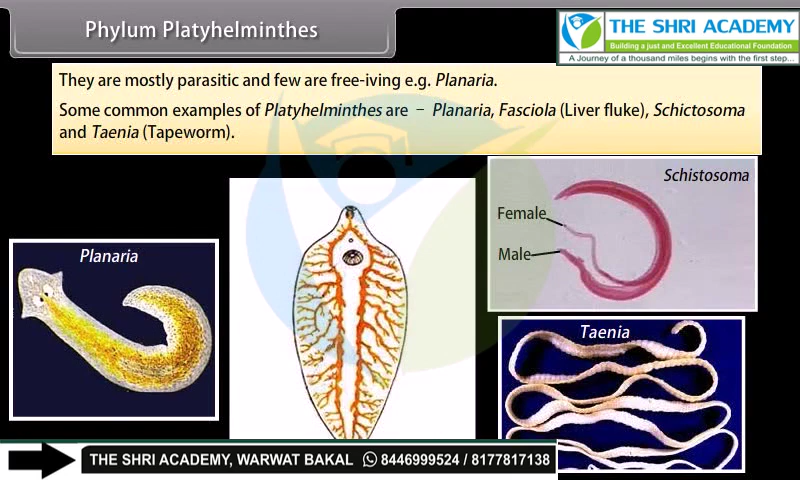 Phylum Platyhelminthes
THE SHRI ACADEMY
Building a just and Excellent Educational Foundation
A Journey of a thousand miles begins with the first step...
They are mostly parasitic and few are free-iving e.g. Planaria.
Some common examples of Platyhelminthes are – Planaria, Fasciola (Liver fluke), Schictosoma
and Taenia (Tapeworm).
Schistosoma
Female
Male
Planaria
Taenia
THE SHRI ACADEMY, WARWAT BAKAL 8446999524 / 8177817138